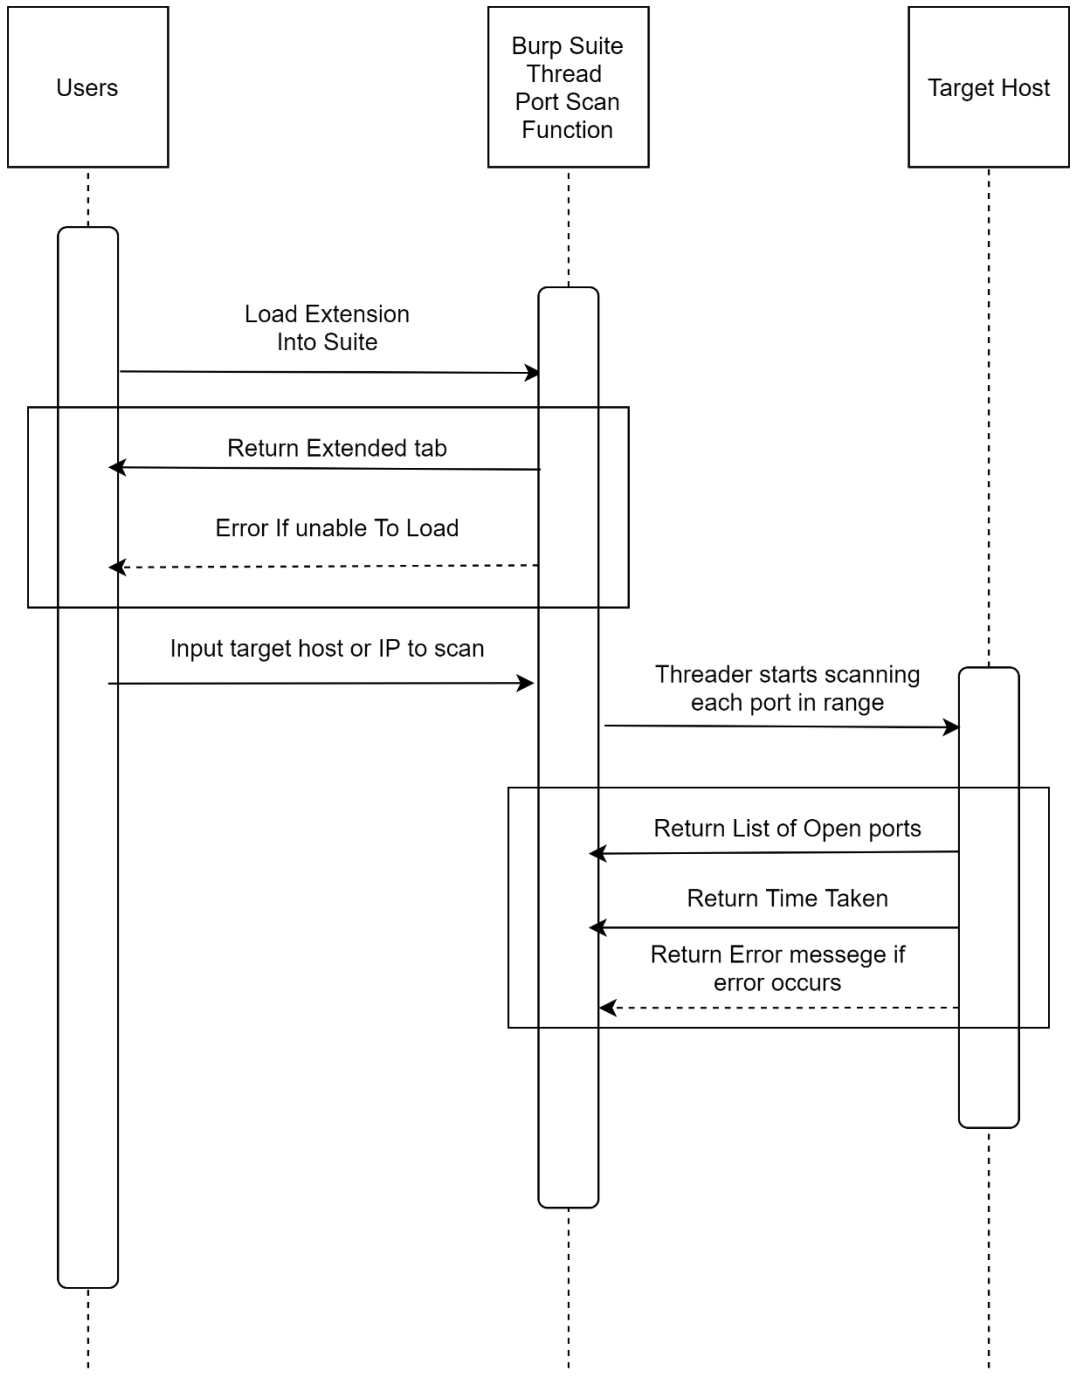 Users
Burp Suite
Thread
Port Scan
Function
Target Host
Load Extension
Into Suite
Return Extended tab
Error If unable To Load
Input target host or IP to scan
Threader starts scanning
each port in range
Return List of Open ports
Return Time Taken
Return Error messege if
error occurs